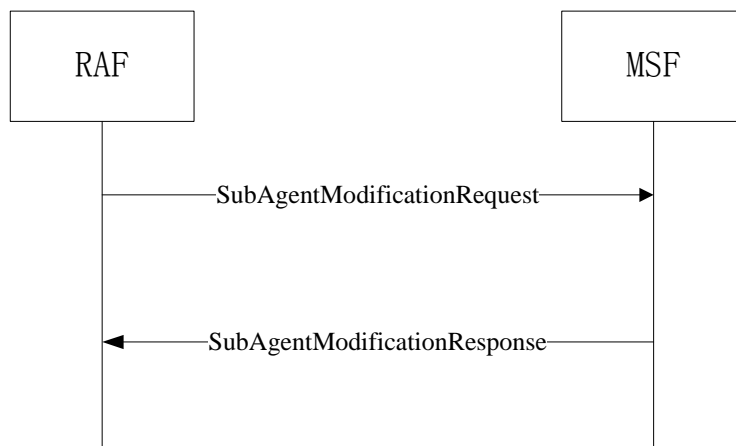 RAF
MSF
SubAgentModificationRequest
SubAgentModificationResponse